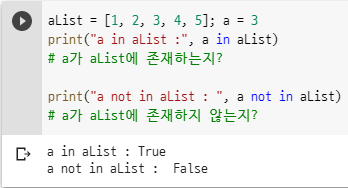 aList = [1, 2, 3, 4, 5]; a = 3
print("a in aList :", a in aList)
# a가 aList에 존재하는지?
print("a not in aList : ", a not in aList)
# a가 aList에 존재하지 않는지?
a in aList : True
a not in aList :  False